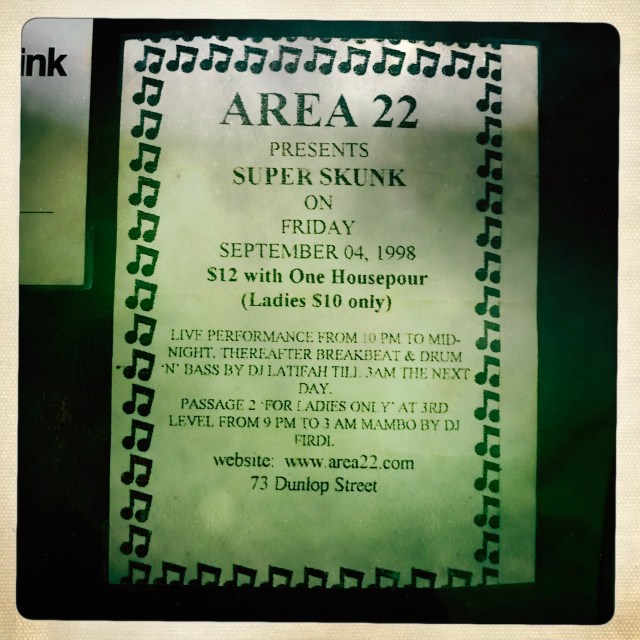 ink
AREA 22
PRESENTS
SUPER SKUNK
ON
FRIDAY
SEPTEMBER 04, 1998
$12 with One Housepour
(Ladies $10 only)
LIVE PERFORMANCE FROM 10 PM TO MID-
NIGHT, THEREAFTER BREAKBEAT & DRUM
'N' BASS BY DJ LATIFAH TILL 3AM THE NEXT
DAY.
PASSAGE 2 'FOR LADIES ONLY' AT 3RD
LEVEL FROM 9 PM TO 3 AM MAMBO BY DJ
FIRDI.
website: www.area22.com
73 Dunlop Street